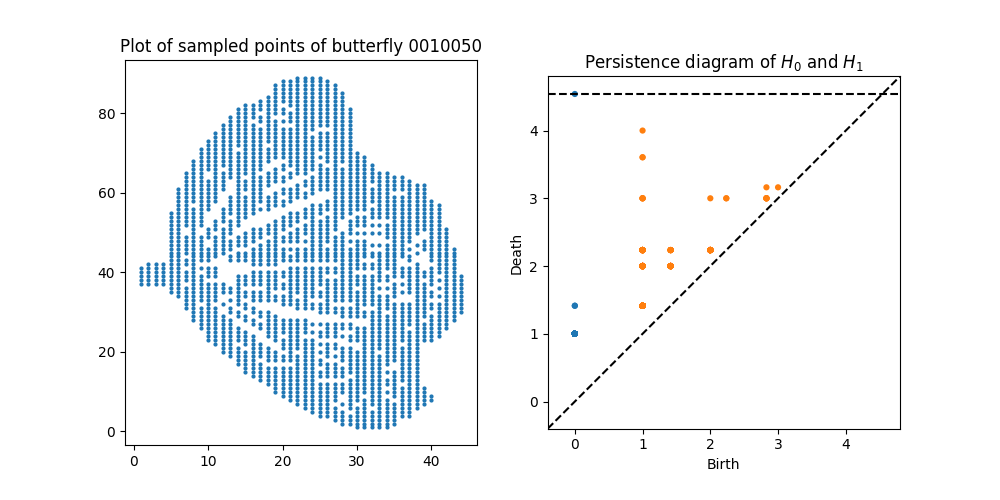 Plot of sampled points of butterfly 0010050
80
60
40
20
0
0 10 20 30 40
Persistence diagram of H₀ and H₁
4
3
2
1
0
Death
0 1 2 3 4
Birth